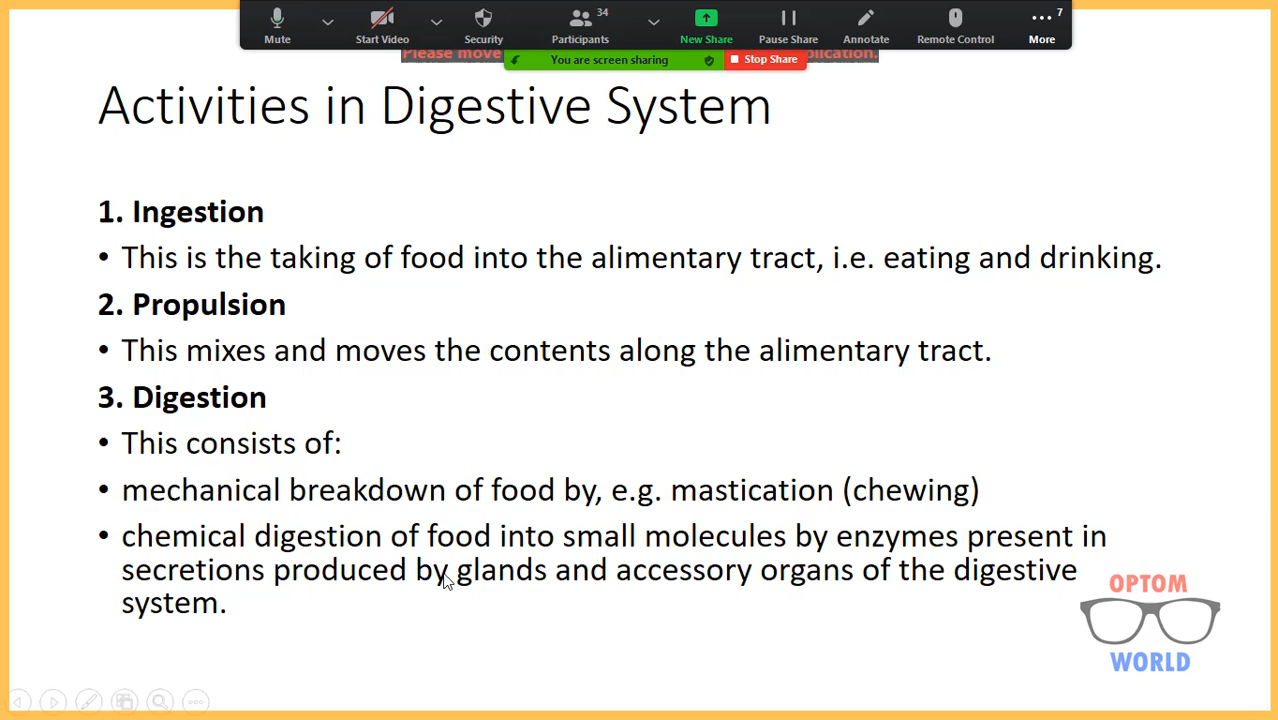 34
7
Mute
Start Video
Security
Participants
New Share
Pause Share
Annotate
Remote Control
More
Please move
You are screen sharing
Stop Share
Activities in Digestive System
1. Ingestion
• This is the taking of food into the alimentary tract, i.e. eating and drinking.
2. Propulsion
• This mixes and moves the contents along the alimentary tract.
3. Digestion
• This consists of:
• mechanical breakdown of food by, e.g. mastication (chewing)
• chemical digestion of food into small molecules by enzymes present in
secretions produced by glands and accessory organs of the digestive
system.
OPTOM
WORLD